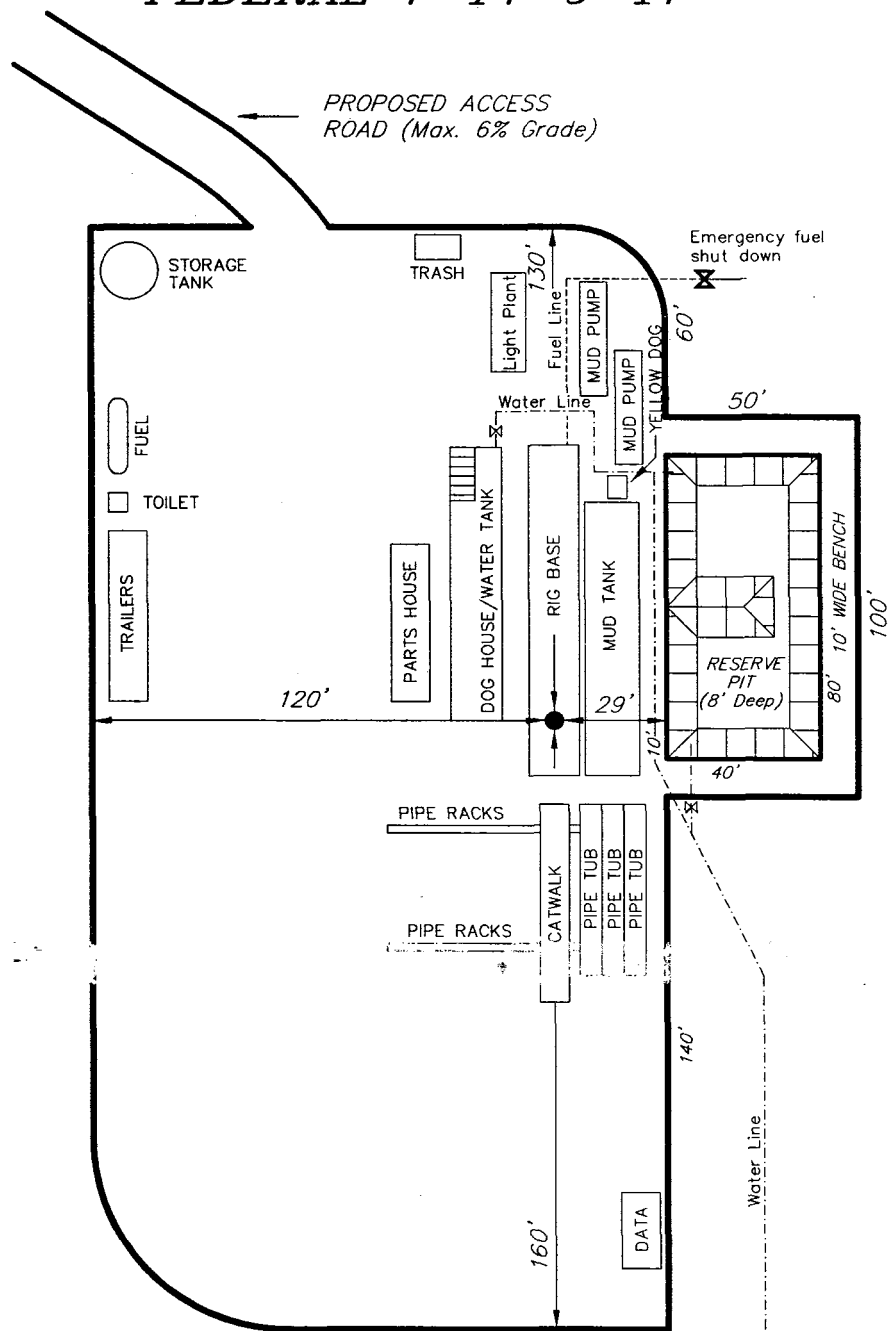 PROPOSED ACCESS
ROAD (Max. 6% Grade)
STORAGE
TANK
TRASH
130'
Emergency fuel
shut down
Light Plant
Fuel Line
MUD PUMP
MUD PUMP
YELLOW DOG
60'
50'
Water Line
FUEL
TOILET
TRAILERS
PARTS HOUSE
DOG HOUSE/WATER TANK
RIG BASE
MUD TANK
RESERVE
PIT
(8' Deep)
80'
10' WIDE BENCH
100'
120'
29'
10'
40'
PIPE RACKS
CATWALK
PIPE TUB
PIPE TUB
PIPE TUB
PIPE RACKS
140'
Water Line
160'
DATA